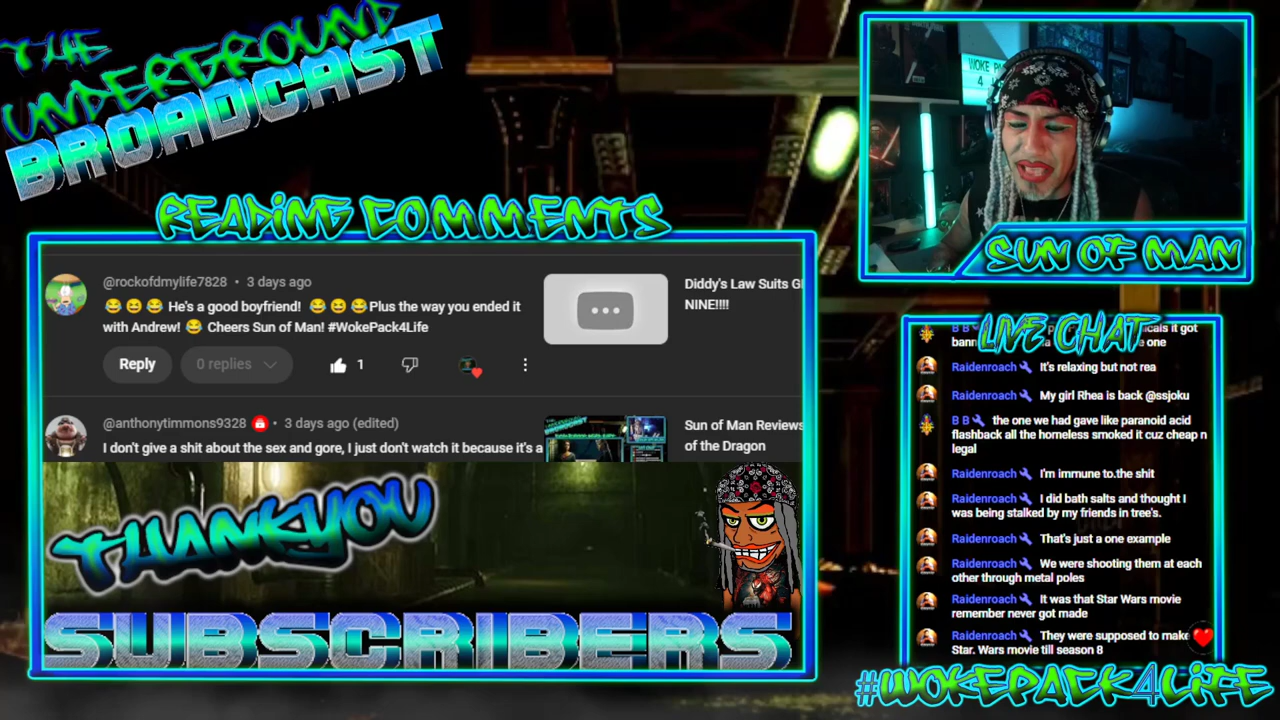 THE
UNDERGROUND
BROADCAST
READING COMMENTS
@rockofdmylife7828 • 3 days ago
😂 😆 😂 He's a good boyfriend! 😂 😆 😂 Plus the way you ended it
with Andrew! 😂 Cheers Sun of Man! #WokePack4Life
Reply
0 replies
1
Diddy's Law Suits G
NINE!!!!
@anthonytimmons9328 • 3 days ago (edited)
I don't give a shit about the sex and gore, I just don't watch it because it's a
Sun of Man Reviews
of the Dragon
THANKYOU
SUBSCRIBERS
WOKE PA
4
SUN OF MAN
LIVE CHAT
B B icals it got
bann e one
Raidenroach It's relaxing but not rea
Raidenroach My girl Rhea is back @ssjoku
B B the one we had gave like paranoid acid
flashback all the homeless smoked it cuz cheap n
legal
Raidenroach I'm immune to.the shit
Raidenroach I did bath salts and thought I
was being stalked by my friends in tree's.
Raidenroach That's just a one example
Raidenroach We were shooting them at each
other through metal poles
Raidenroach It was that Star Wars movie
remember never got made
Raidenroach They were supposed to make
Star. Wars movie till season 8
#WOKEPACK4LIFE